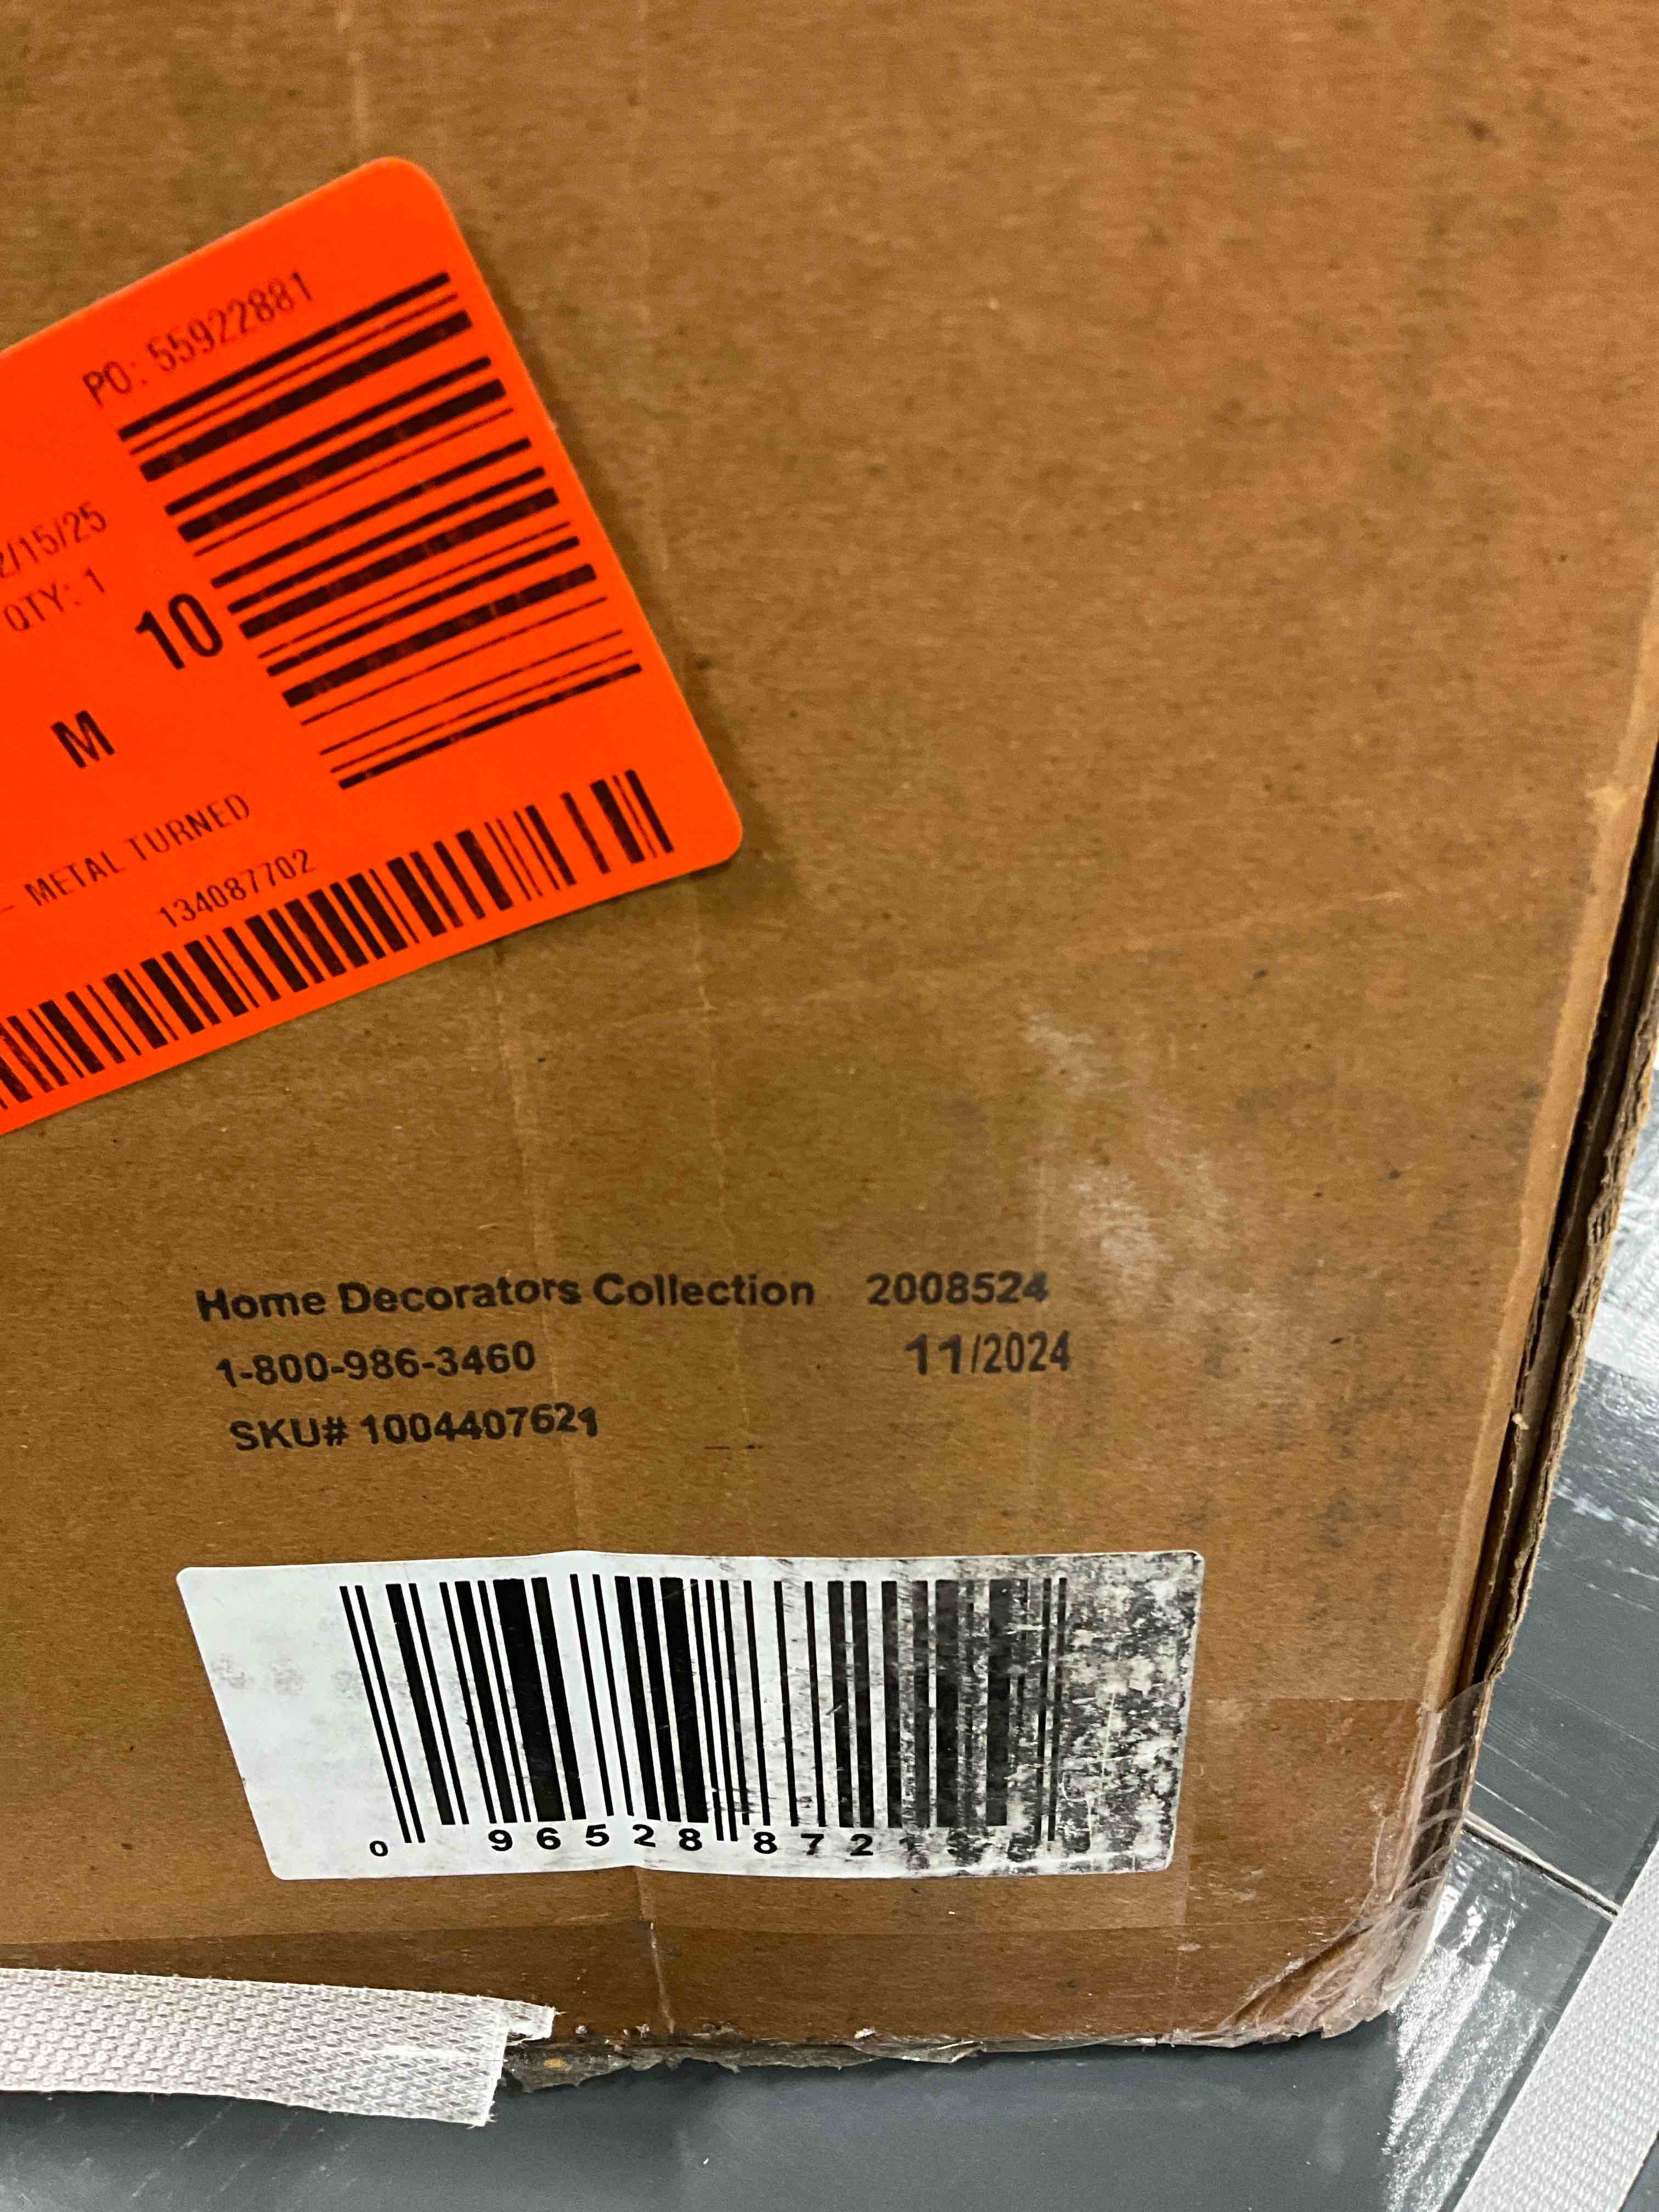 PO: 55922881
2/15/25
QTY: 1
10
M
METAL TURNED
134087702
Home Decorators Collection 2008524
1-800-986-3460 11/2024
SKU# 1004407621
0 96528 872